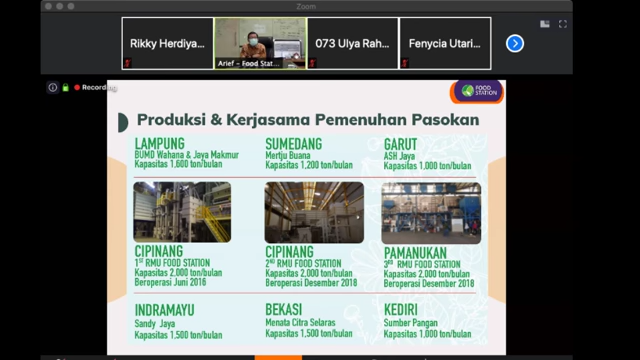 Zoom
Rikky Herdiya...
Arief - Food Stat...
073 Ulya Rah...
Fenycia Utari...
Recording
FOOD STATION
Produksi & Kerjasama Pemenuhan Pasokan
LAMPUNG
BUMD Wahana & Jaya Makmur
Kapasitas 1,600 ton/bulan
SUMEDANG
Mertju Buana
Kapasitas 1,200 ton/bulan
GARUT
ASH Jaya
Kapasitas 1,000 ton/bulan
CIPINANG
1ST RMU FOOD STATION
Kapasitas 2,000 ton/bulan
Beroperasi Juni 2016
CIPINANG
2ND RMU FOOD STATION
Kapasitas 2,000 ton/bulan
Beroperasi Desember 2018
PAMANUKAN
3RD RMU FOOD STATION
Kapasitas 2,000 ton/bulan
Beroperasi Desember 2018
INDRAMAYU
Sandy Jaya
Kapasitas 1,500 ton/bulan
BEKASI
Menata Citra Selaras
Kapasitas 1,500 ton/bulan
KEDIRI
Sumber Pangan
Kapasitas 1,000 ton/bulan